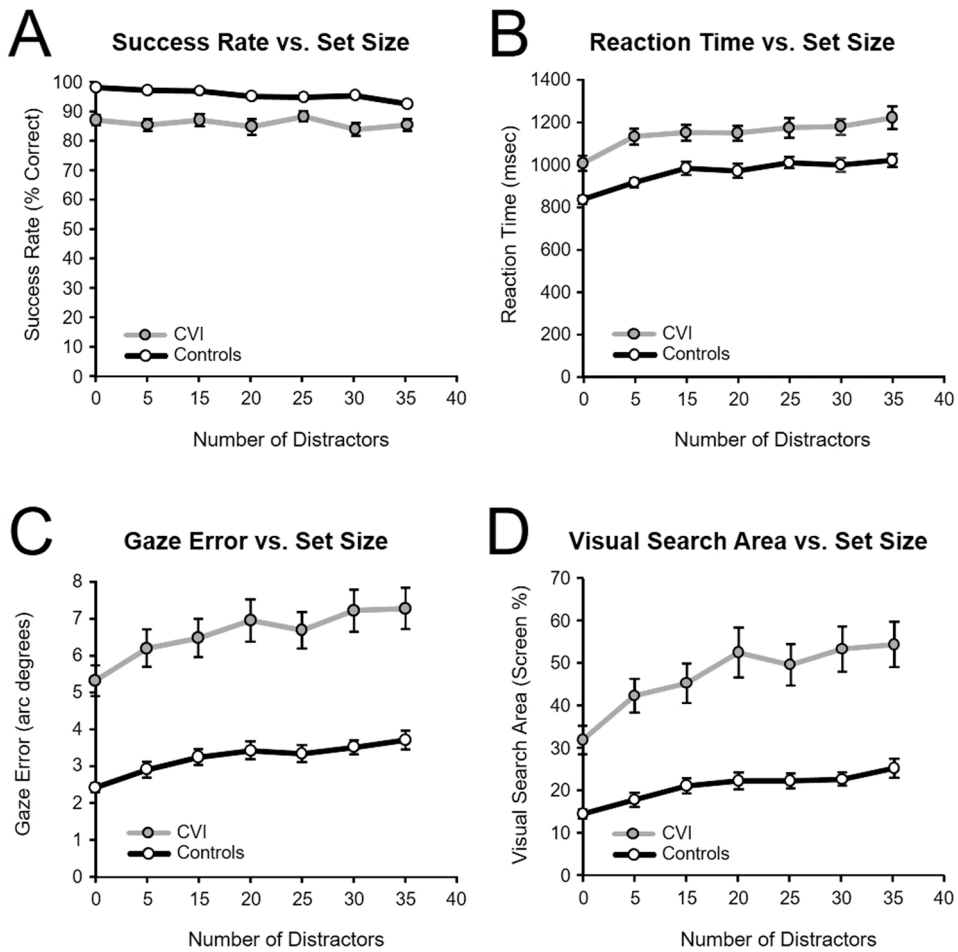 A
Success Rate vs. Set Size
Success Rate (% Correct)
100
90
80
70
60
50
40
30
20
10
0
CVI
Controls
0 5 15 20 25 30 35 40
Number of Distractors
B
Reaction Time vs. Set Size
Reaction Time (msec)
1400
1200
1000
800
600
400
200
0
CVI
Controls
0 5 15 20 25 30 35 40
Number of Distractors
C
Gaze Error vs. Set Size
Gaze Error (arc degrees)
8
7
6
5
4
3
2
1
0
CVI
Controls
0 5 15 20 25 30 35 40
Number of Distractors
D
Visual Search Area vs. Set Size
Visual Search Area (Screen %)
70
60
50
40
30
20
10
0
CVI
Controls
0 5 15 20 25 30 35 40
Number of Distractors